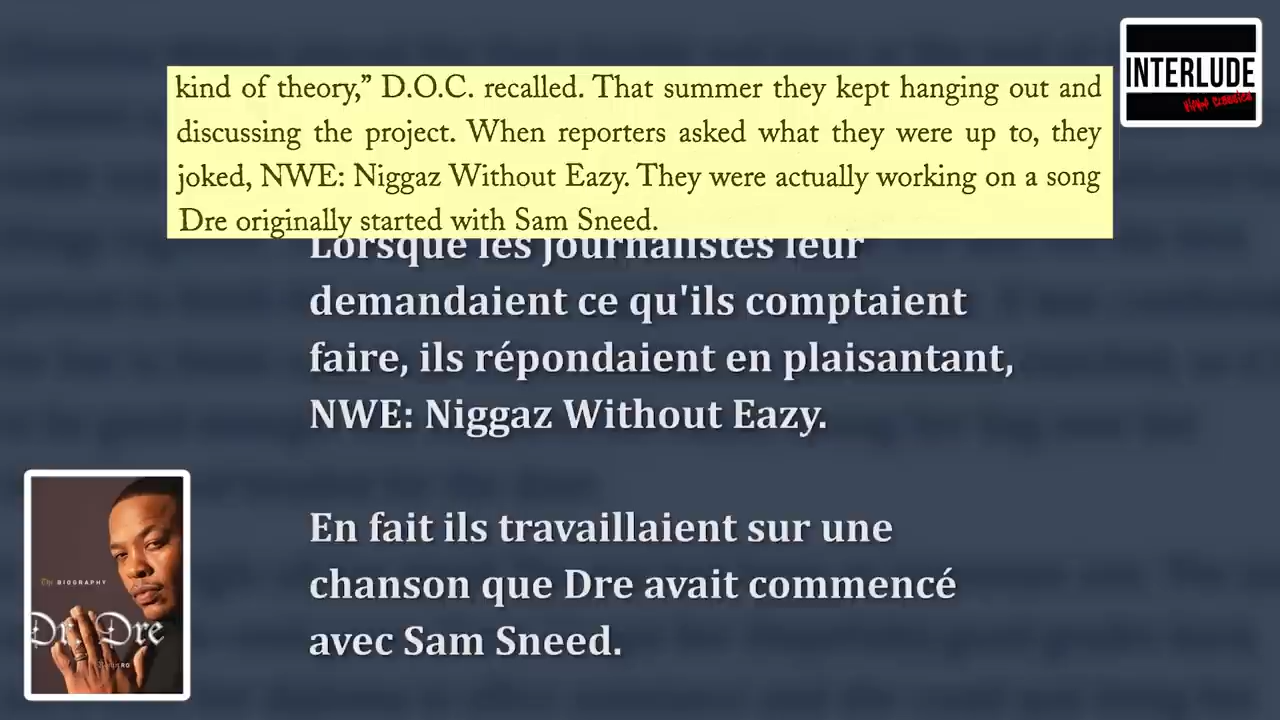 INTERLUDE
kind of theory,” D.O.C. recalled. That summer they kept hanging out and
discussing the project. When reporters asked what they were up to, they
joked, NWE: Niggaz Without Eazy. They were actually working on a song
Dre originally started with Sam Sneed.
Lorsque les journalistes leur
demandaient ce qu'ils comptaient
faire, ils répondaient en plaisantant,
NWE: Niggaz Without Eazy.
En fait ils travaillaient sur une
chanson que Dre avait commencé
avec Sam Sneed.
The BIOGRAPHY
Dr. Dre